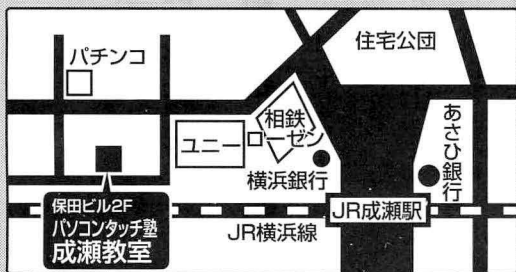 パチンコ
住宅公団
相鉄
ローゼン
ユニー
横浜銀行
あさひ銀行
JR成瀬駅
JR横浜線
保田ビル2F
パソコンタッチ塾
成瀬教室